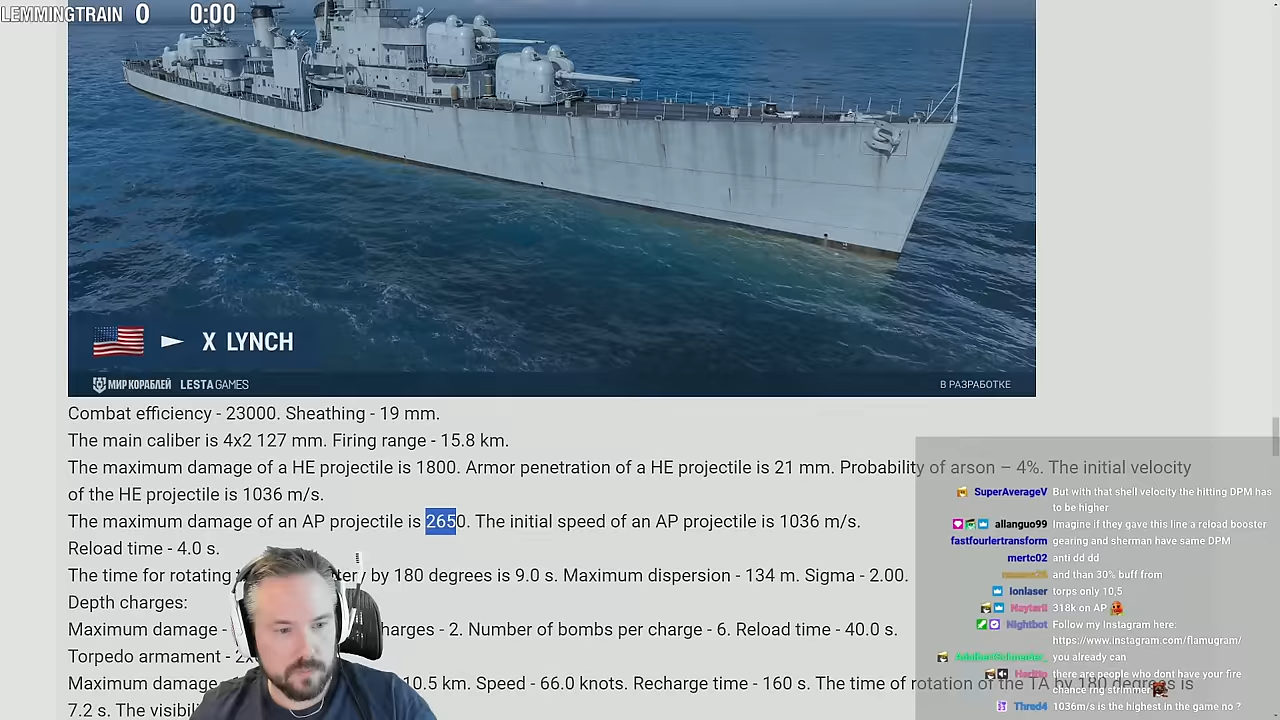 LEMMINGTRAIN 0 0:00
X LYNCH
МИР КОРАБЛЕЙ LESTA GAMES
В РАЗРАБОТКЕ
Combat efficiency - 23000. Sheathing - 19 mm.
The main caliber is 4x2 127 mm. Firing range - 15.8 km.
The maximum damage of a HE projectile is 1800. Armor penetration of a HE projectile is 21 mm. Probability of arson – 4%. The initial velocity
of the HE projectile is 1036 m/s.
The maximum damage of an AP projectile is 2650. The initial speed of an AP projectile is 1036 m/s.
Reload time - 4.0 s.
The time for rotating by 180 degrees is 9.0 s. Maximum dispersion - 134 m. Sigma - 2.00.
Depth charges:
Maximum damage - charges - 2. Number of bombs per charge - 6. Reload time - 40.0 s.
Torpedo armament -
Maximum damage 10.5 km. Speed - 66.0 knots. Recharge time - 160 s. The time of rotation of the TA by 180 degrees is
7.2 s. The
SuperAverageV But with that shell velocity the hitting DPM has
to be higher
allanguo99 Imagine if they gave this line a reload booster
fastfourlertransform gearing and sherman have same DPM
mertc02 anti dd dd
and than 30% buff from
Ionlaser torps only 10,5
318k on AP
Nightbot Follow my Instagram here:
https://www.instagram.com/flamugram/
you already can
there are people who dont have your fire
chance rng strimmer
Thred4 1036m/s is the highest in the game no ?